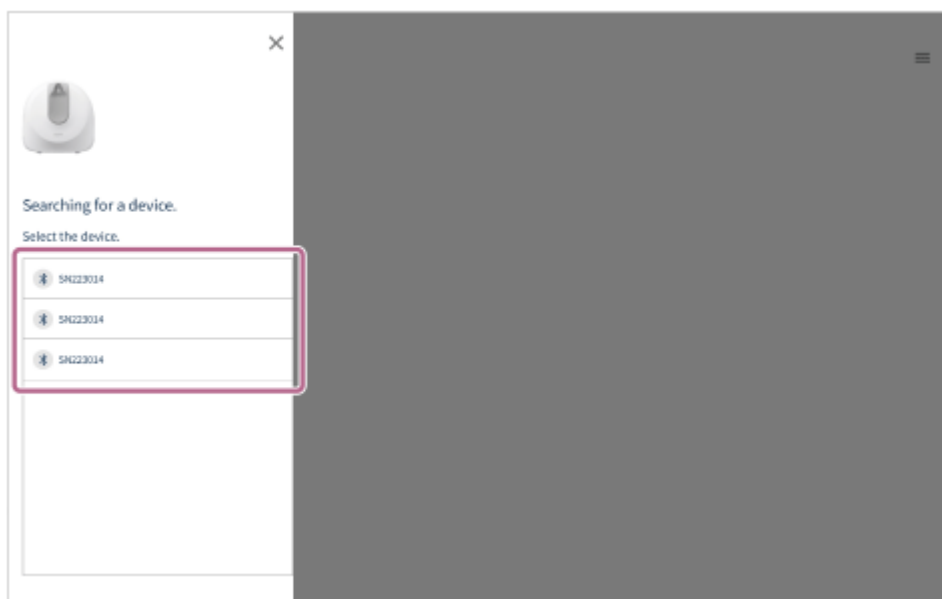 Searching for a device.
Select the device.
SN223014
SN223014
SN223014